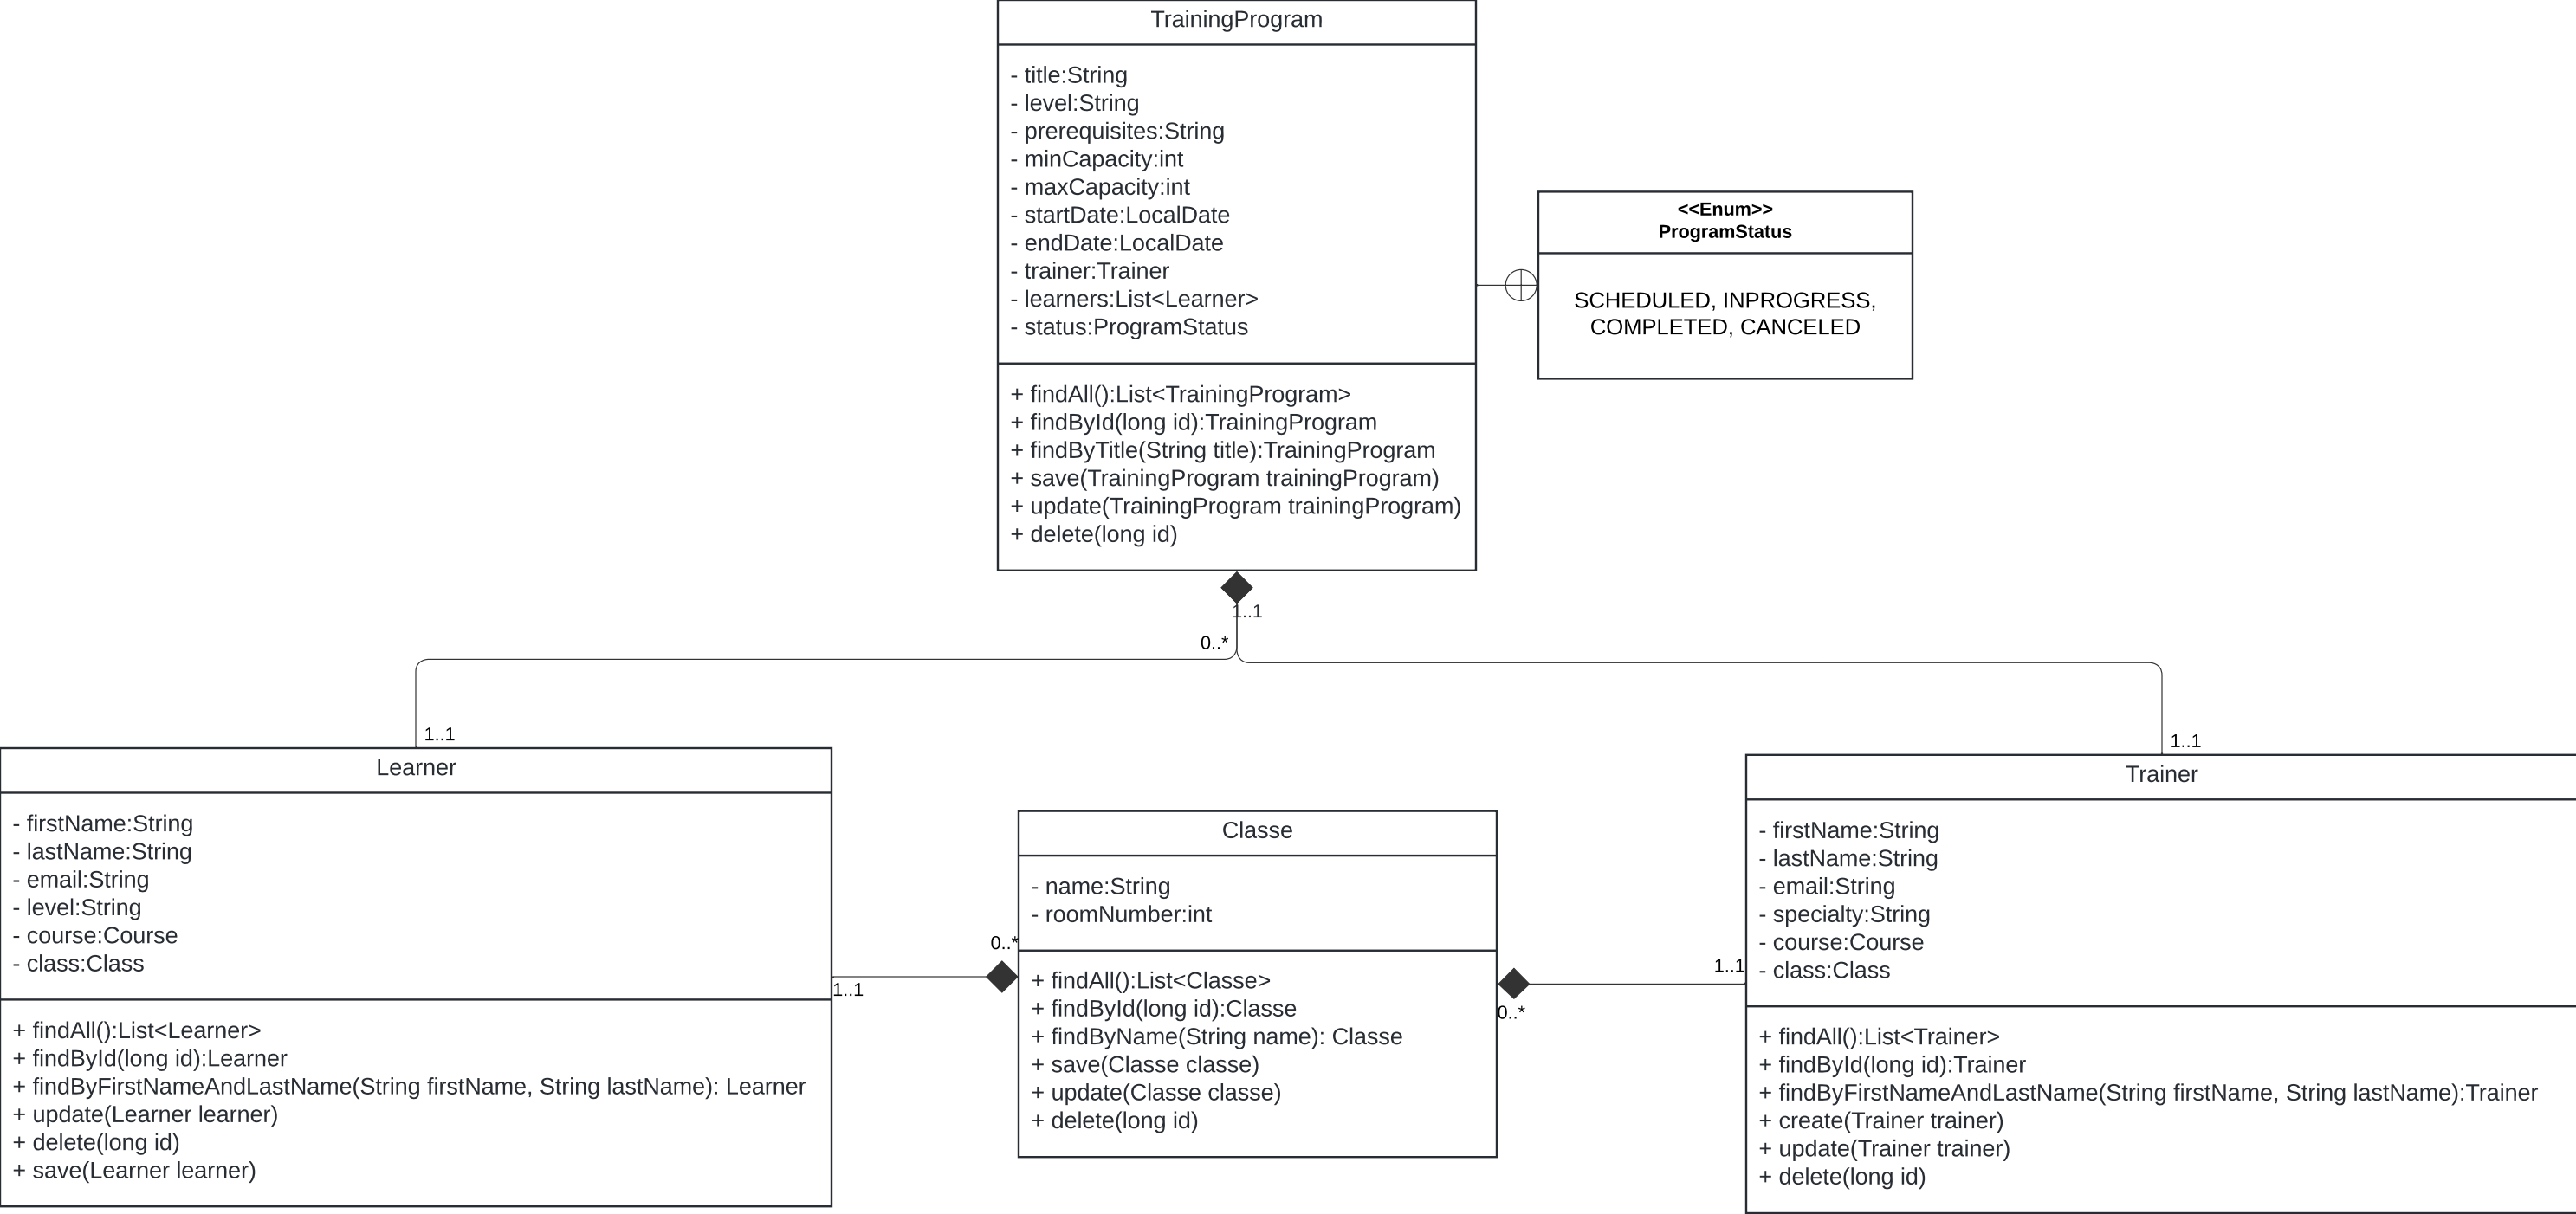 TrainingProgram
- title:String
- level:String
- prerequisites:String
- minCapacity:int
- maxCapacity:int
- startDate:LocalDate
- endDate:LocalDate
- trainer:Trainer
- learners:List<Learner>
- status:ProgramStatus
+ findAll():List<TrainingProgram>
+ findById(long id):TrainingProgram
+ findByTitle(String title):TrainingProgram
+ save(TrainingProgram trainingProgram)
+ update(TrainingProgram trainingProgram)
+ delete(long id)
<<Enum>>
ProgramStatus
SCHEDULED, INPROGRESS,
COMPLETED, CANCELED
1..1
0..*
1..1
1..1
Learner
- firstName:String
- lastName:String
- email:String
- level:String
- course:Course
- class:Class
+ findAll():List<Learner>
+ findById(long id):Learner
+ findByFirstNameAndLastName(String firstName, String lastName): Learner
+ update(Learner learner)
+ delete(long id)
+ save(Learner learner)
0..*
1..1
Classe
- name:String
- roomNumber:int
+ findAll():List<Classe>
+ findById(long id):Classe
+ findByName(String name): Classe
+ save(Classe classe)
+ update(Classe classe)
+ delete(long id)
1..1
0..*
Trainer
- firstName:String
- lastName:String
- email:String
- specialty:String
- course:Course
- class:Class
+ findAll():List<Trainer>
+ findById(long id):Trainer
+ findByFirstNameAndLastName(String firstName, String lastName):Trainer
+ create(Trainer trainer)
+ update(Trainer trainer)
+ delete(long id)